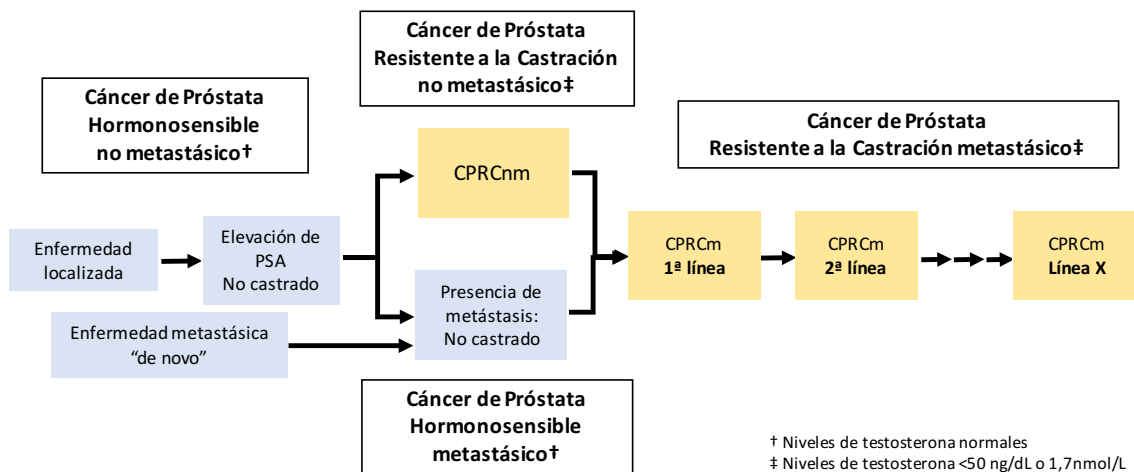 Cáncer de Próstata
Resistente a la Castración
no metastásico‡
Cáncer de Próstata
Hormonosensible
no metastásico†
Cáncer de Próstata
Resistente a la Castración metastásico‡
CPRCnm
Enfermedad
localizada
Elevación de
PSA
No castrado
CPRCm
1ª línea
CPRCm
2ª línea
CPRCm
Línea X
Presencia de
metástasis:
No castrado
Enfermedad metastásica
“de novo”
Cáncer de Próstata
Hormonosensible
metastásico†
† Niveles de testosterona normales
‡ Niveles de testosterona <50 ng/dL o 1,7nmol/L